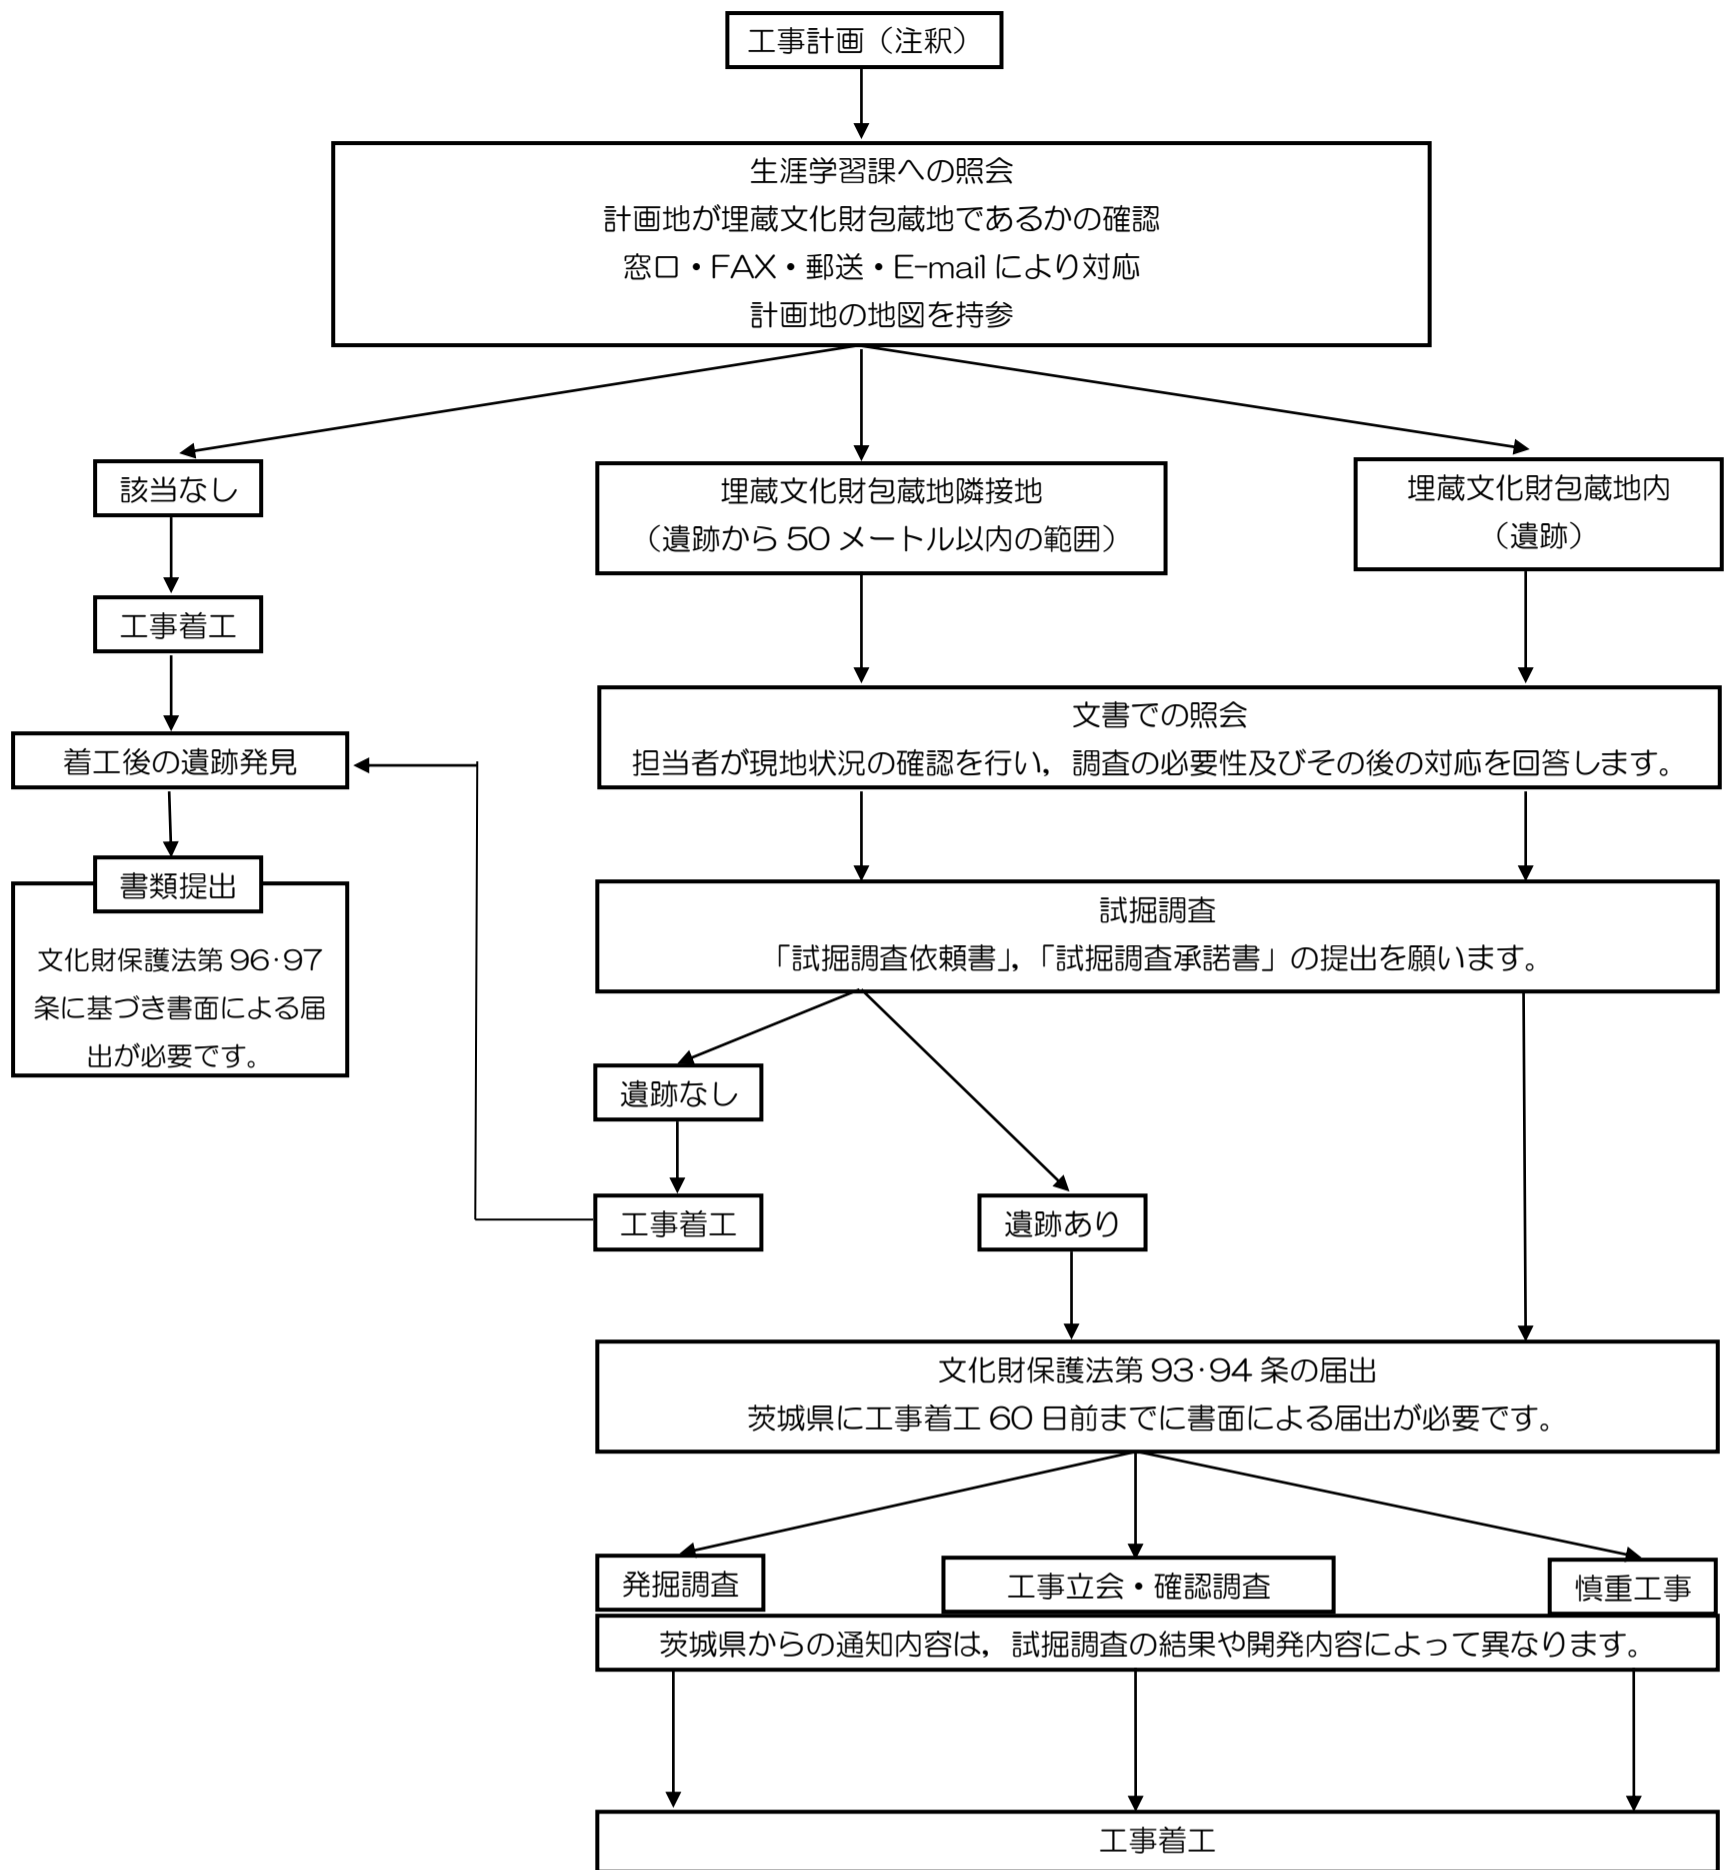 工事計画（注釈）
生涯学習課への照会
計画地が埋蔵文化財包蔵地であるかの確認
窓口・FAX・郵送・E-mailにより対応
計画地の地図を持参
該当なし
埋蔵文化財包蔵地隣接地
（遺跡から50メートル以内の範囲）
埋蔵文化財包蔵地内
（遺跡）
工事着工
着工後の遺跡発見
文書での照会
担当者が現地状況の確認を行い，調査の必要性及びその後の対応を回答します。
書類提出
文化財保護法第96・97
条に基づき書面による届
出が必要です。
試掘調査
「試掘調査依頼書」，「試掘調査承諾書」の提出を願います。
遺跡なし
工事着工
遺跡あり
文化財保護法第93・94条の届出
茨城県に工事着工60日前までに書面による届出が必要です。
発掘調査
工事立会・確認調査
慎重工事
茨城県からの通知内容は，試掘調査の結果や開発内容によって異なります。
工事着工